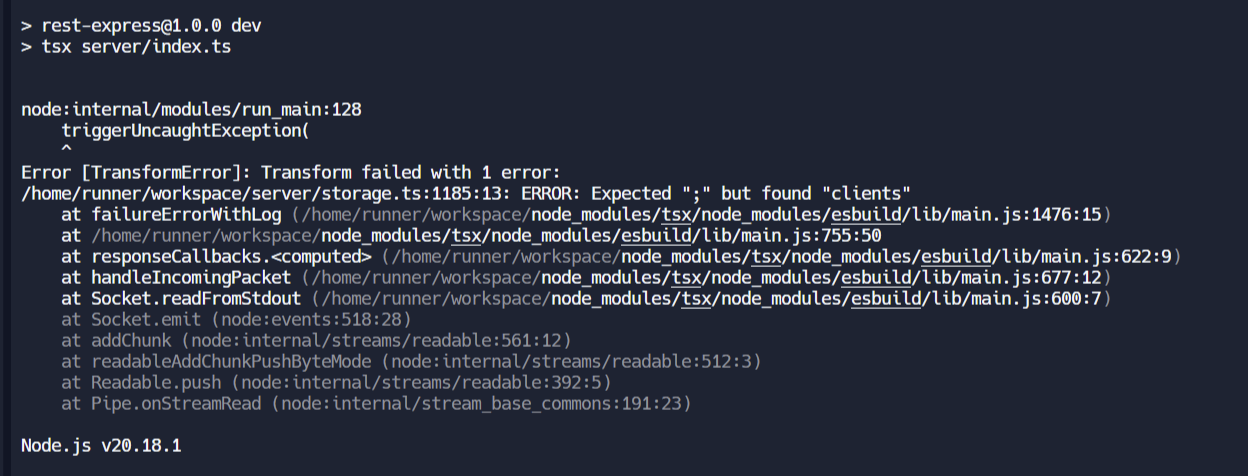 > rest-express@1.0.0 dev
> tsx server/index.ts
node:internal/modules/run_main:128
    triggerUncaughtException(
    ^
Error [TransformError]: Transform failed with 1 error:
/home/runner/workspace/server/storage.ts:1185:13: ERROR: Expected ";" but found "clients"
    at failureErrorWithLog (/home/runner/workspace/node_modules/tsx/node_modules/esbuild/lib/main.js:1476:15)
    at /home/runner/workspace/node_modules/tsx/node_modules/esbuild/lib/main.js:755:50
    at responseCallbacks.<computed> (/home/runner/workspace/node_modules/tsx/node_modules/esbuild/lib/main.js:622:9)
    at handleIncomingPacket (/home/runner/workspace/node_modules/tsx/node_modules/esbuild/lib/main.js:677:12)
    at Socket.readFromStdout (/home/runner/workspace/node_modules/tsx/node_modules/esbuild/lib/main.js:600:7)
    at Socket.emit (node:events:518:28)
    at addChunk (node:internal/streams/readable:561:12)
    at readableAddChunkPushByteMode (node:internal/streams/readable:512:3)
    at Readable.push (node:internal/streams/readable:392:5)
    at Pipe.onStreamRead (node:internal/stream_base_commons:191:23)
Node.js v20.18.1